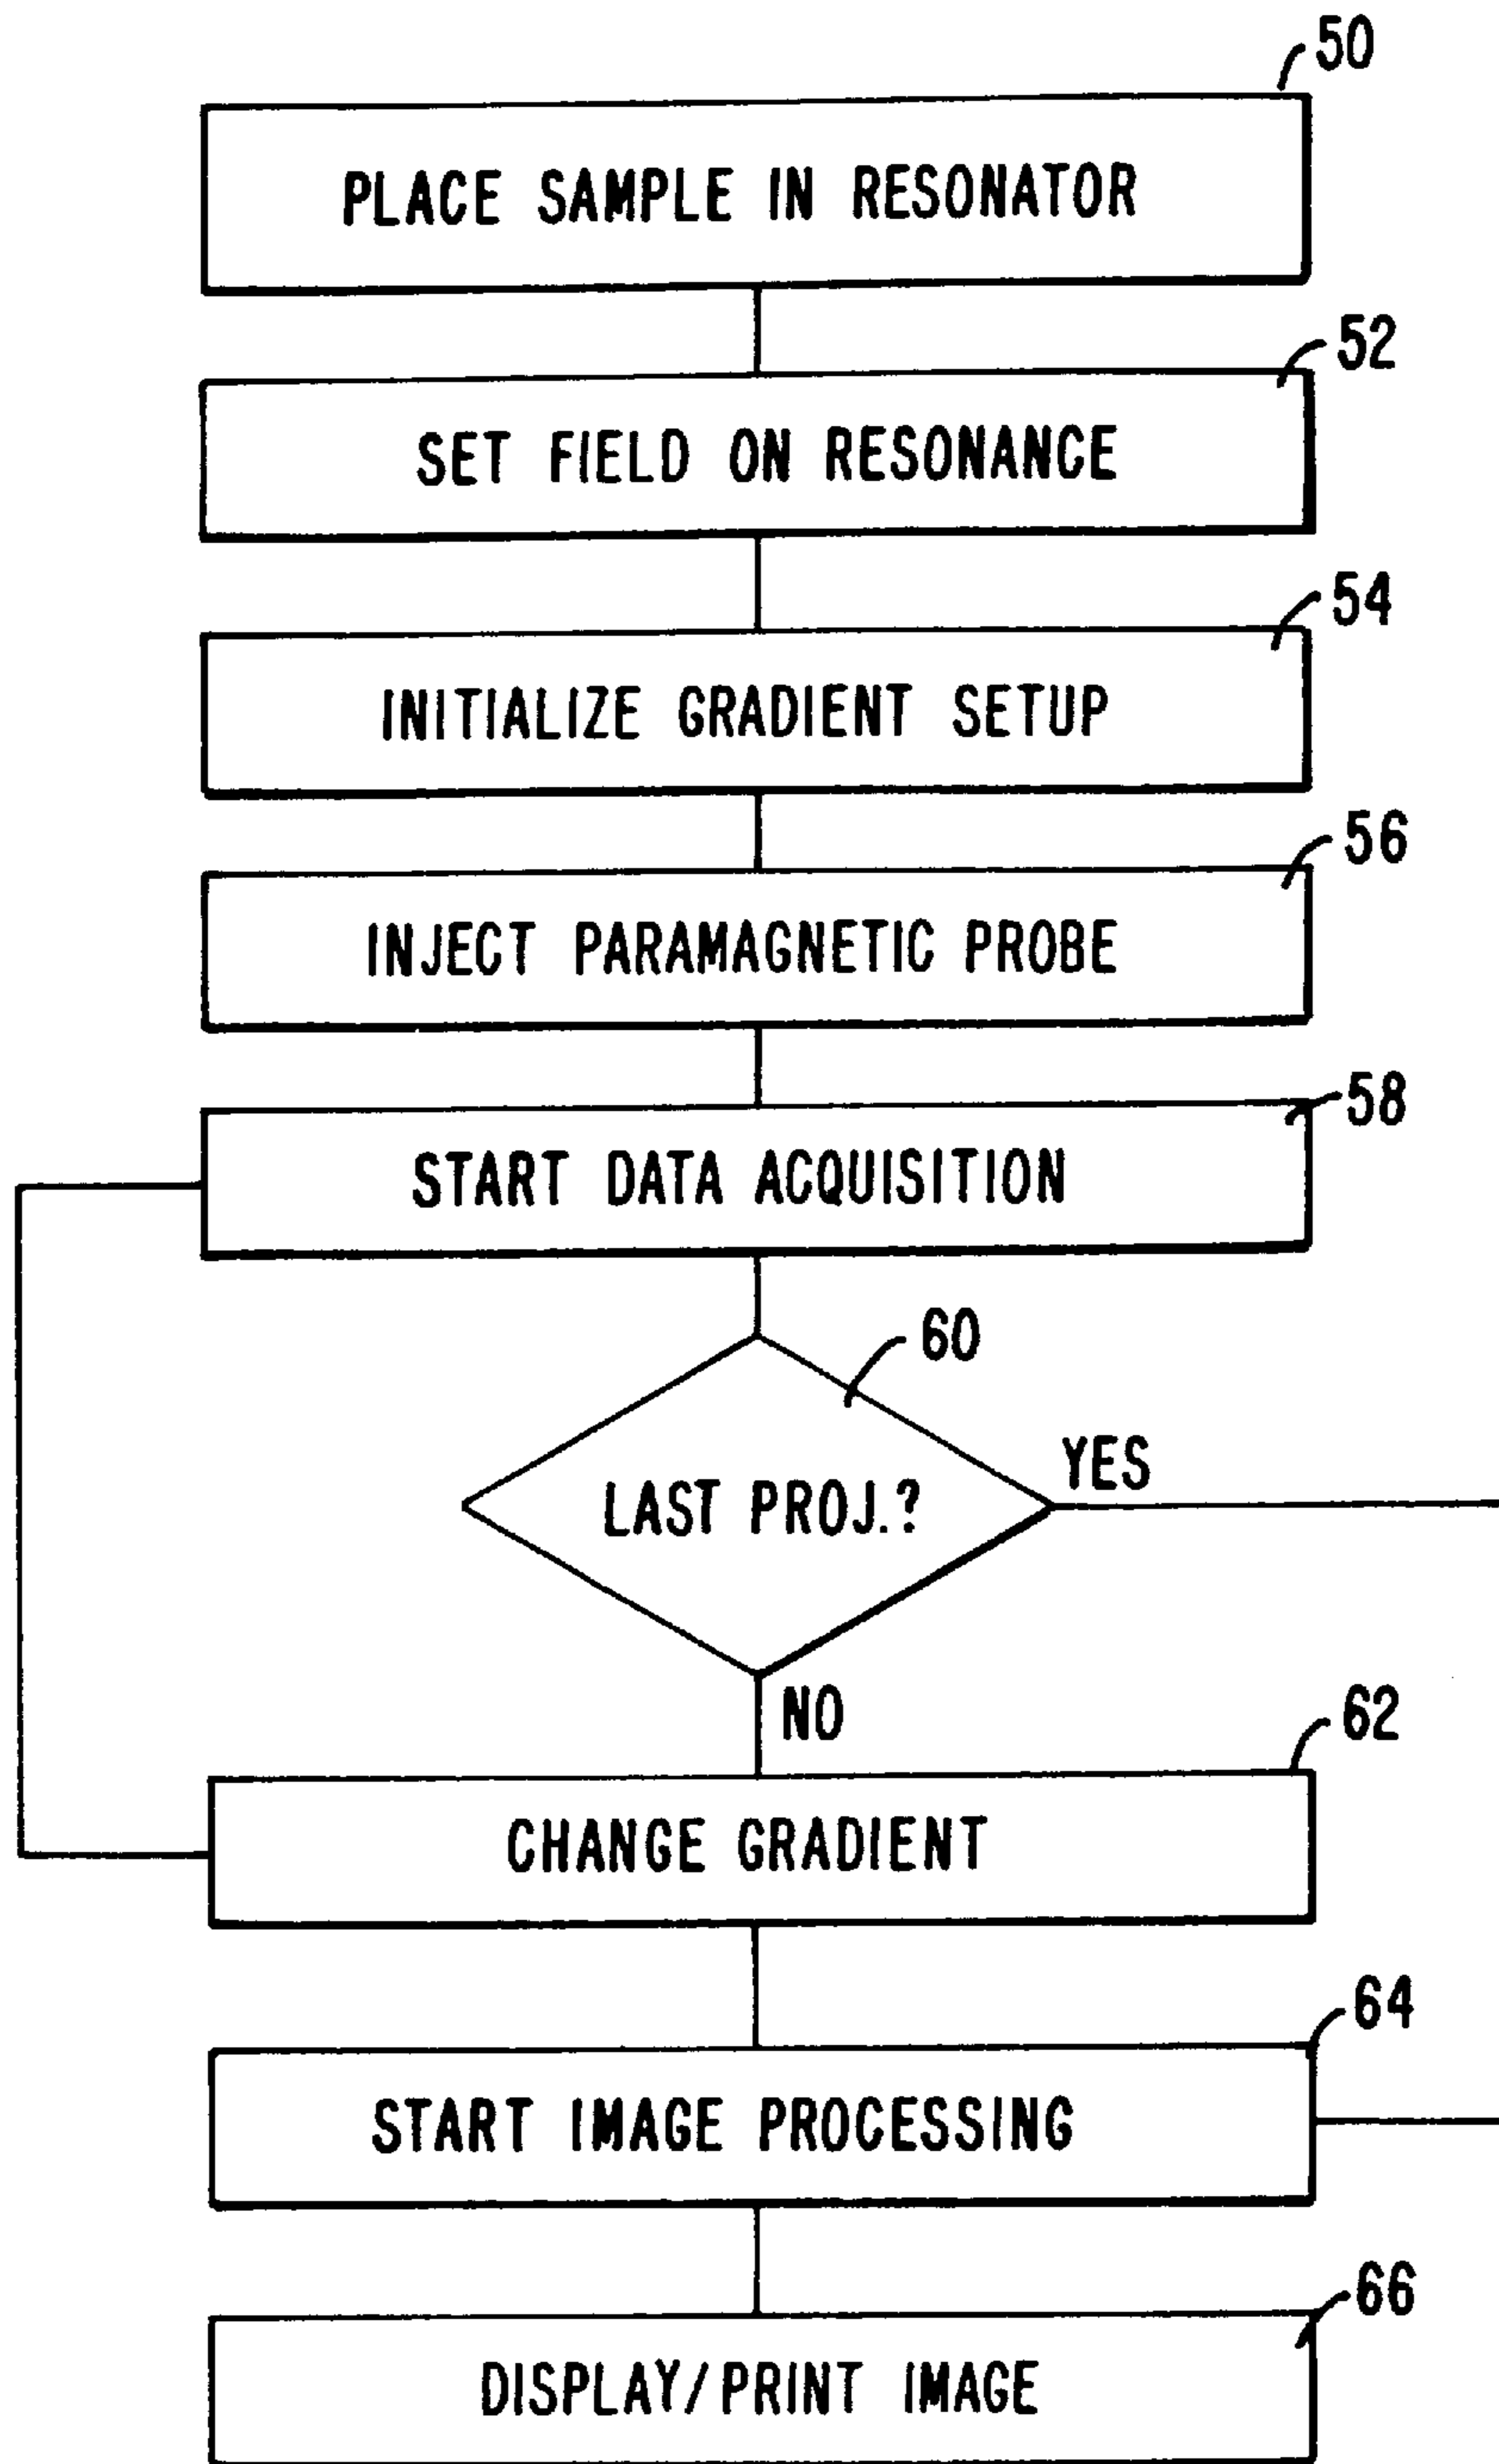 50
PLACE SAMPLE IN RESONATOR
52
SET FIELD ON RESONANCE
54
INITIALIZE GRADIENT SETUP
56
INJECT PARAMAGNETIC PROBE
58
START DATA ACQUISITION
60
LAST PROJ.?
YES
NO
62
CHANGE GRADIENT
64
START IMAGE PROCESSING
66
DISPLAY/PRINT IMAGE